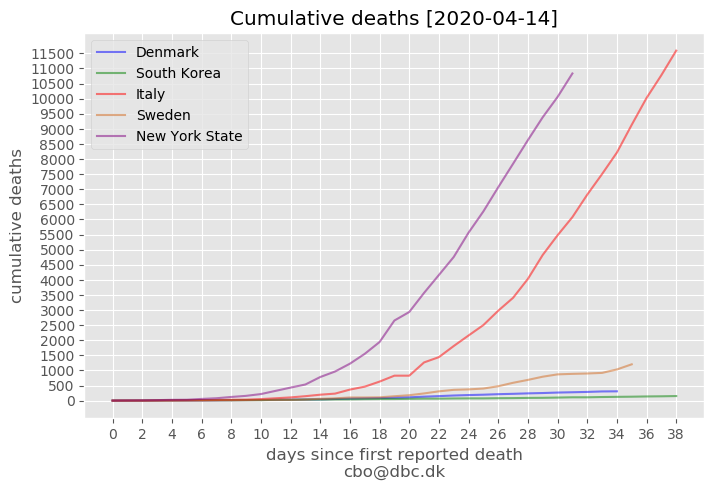 Cumulative deaths [2020-04-14]
Denmark
South Korea
Italy
Sweden
New York State
cumulative deaths
11500
11000
10500
10000
9500
9000
8500
8000
7500
7000
6500
6000
5500
5000
4500
4000
3500
3000
2500
2000
1500
1000
500
0
0 2 4 6 8 10 12 14 16 18 20 22 24 26 28 30 32 34 36 38
days since first reported death
cbo@dbc.dk